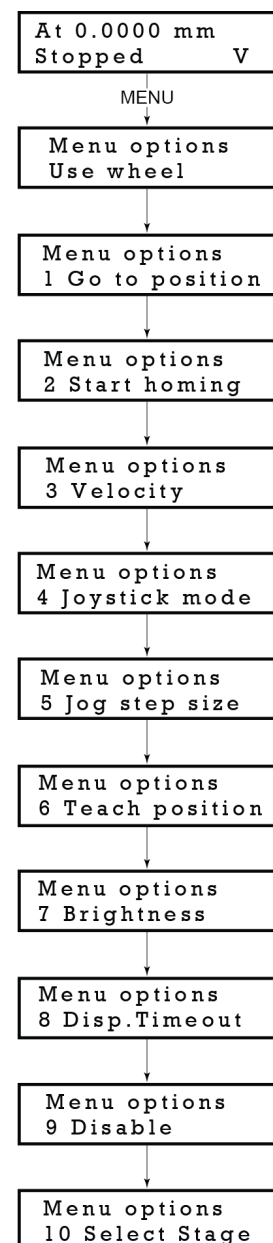 At 0.0000 mm
Stopped V
MENU
Menu options
Use wheel
Menu options
1 Go to position
Menu options
2 Start homing
Menu options
3 Velocity
Menu options
4 Joystick mode
Menu options
5 Jog step size
Menu options
6 Teach position
Menu options
7 Brightness
Menu options
8 Disp.Timeout
Menu options
9 Disable
Menu options
10 Select Stage